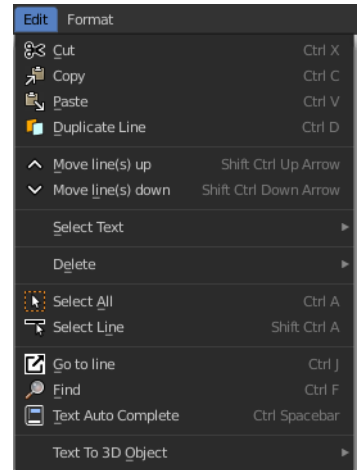 Edit Format
Cut Ctrl X
Copy Ctrl C
Paste Ctrl V
Duplicate Line Ctrl D
Move line(s) up Shift Ctrl Up Arrow
Move line(s) down Shift Ctrl Down Arrow
Select Text
Delete
Select All Ctrl A
Select Line Shift Ctrl A
Go to line Ctrl J
Find Ctrl F
Text Auto Complete Ctrl Spacebar
Text To 3D Object